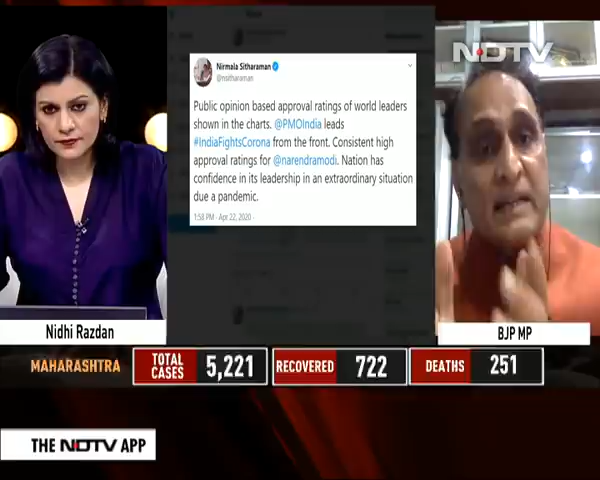 NDTV
Nirmala Sitharaman
@nsitharaman
Public opinion based approval ratings of world leaders
shown in the charts. @PMOIndia leads
#IndiaFightsCorona from the front. Consistent high
approval ratings for @narendramodi. Nation has
confidence in its leadership in an extraordinary situation
due a pandemic.
1:58 PM · Apr 22, 2020
Nidhi Razdan
BJP MP
MAHARASHTRA
TOTAL CASES 5,221
RECOVERED 722
DEATHS 251
THE NDTV APP